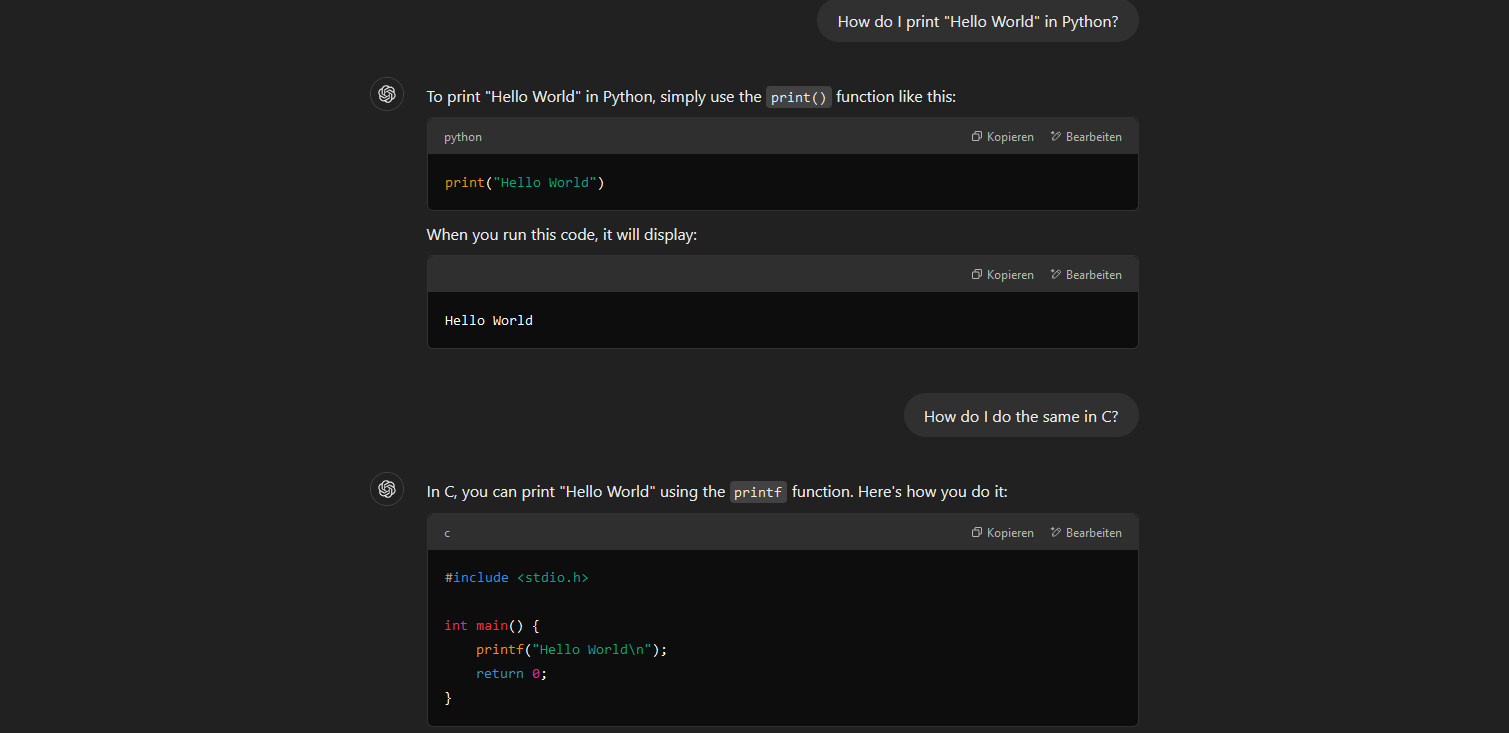 How do I print "Hello World" in Python?
To print "Hello World" in Python, simply use the print() function like this:
python Kopieren Bearbeiten
print("Hello World")
When you run this code, it will display:
Kopieren Bearbeiten
Hello World
How do I do the same in C?
In C, you can print "Hello World" using the printf function. Here's how you do it:
c Kopieren Bearbeiten
#include <stdio.h>
int main() {
    printf("Hello World\n");
    return 0;
}